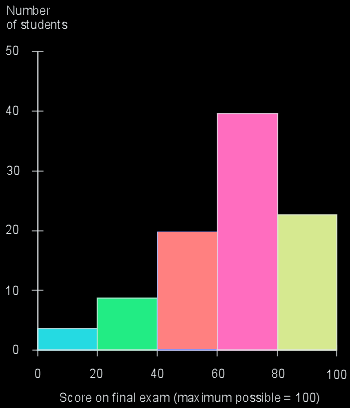 Number
of students
50
40
30
20
10
0
0 20 40 60 80 100
Score on final exam (maximum possible = 100)